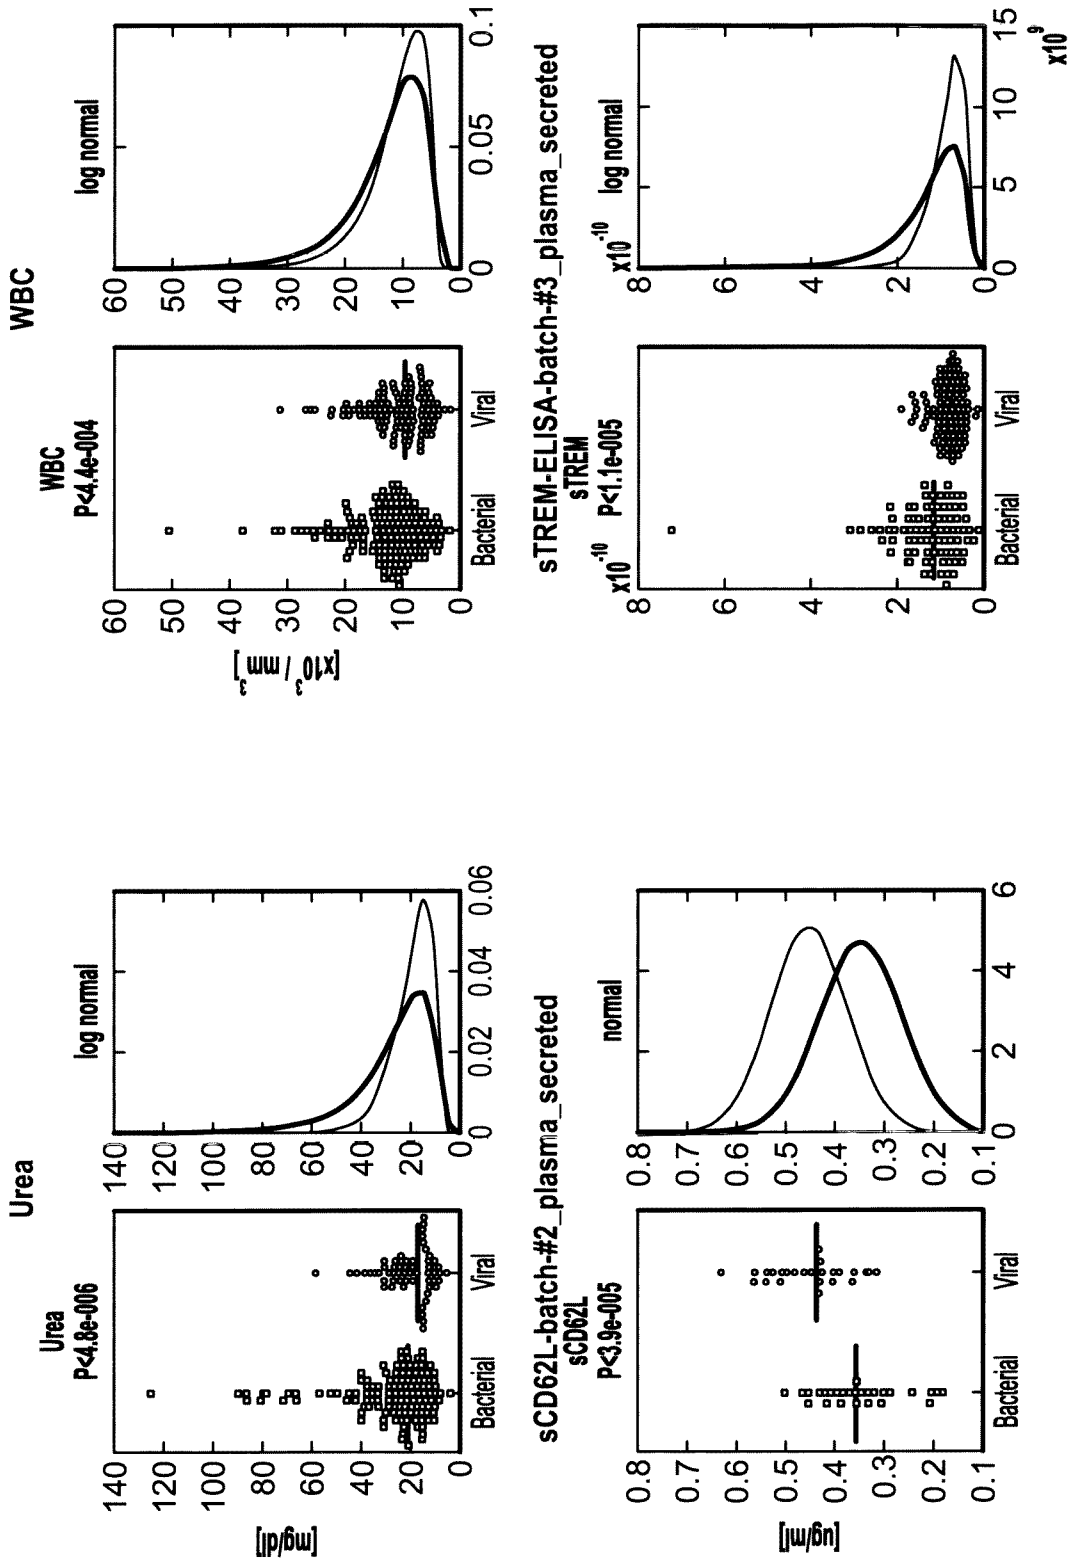 Urea
Urea
P<4.8e-006
log normal
[mg/dl]
140
120
100
80
60
40
20
0
Bacterial
Viral
140
120
100
80
60
40
20
0
0
0.02
0.04
0.06
WBC
WBC
P<4.4e-004
log normal
[x10³ / mm³]
60
50
40
30
20
10
0
Bacterial
Viral
60
50
40
30
20
10
0
0
0.05
0.1
sCD62L-batch-#2_plasma_secreted
sCD62L
P<3.9e-005
normal
[ug/ml]
0.8
0.7
0.6
0.5
0.4
0.3
0.2
0.1
Bacterial
Viral
0.8
0.7
0.6
0.5
0.4
0.3
0.2
0.1
0
2
4
6
sTREM-ELISA-batch-#3_plasma_secreted
sTREM
P<1.1e-005
x10⁻¹⁰
x10⁻¹⁰
log normal
8
6
4
2
0
Bacterial
Viral
8
6
4
2
0
0
5
10
15
x10⁹